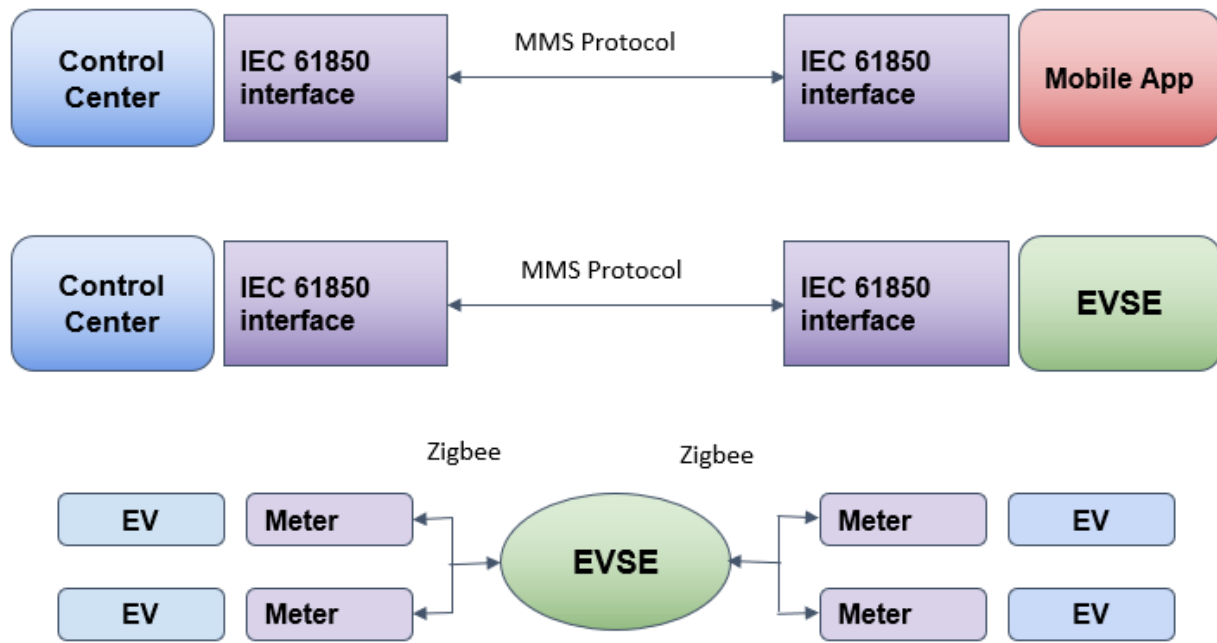 Control
Center
IEC 61850
interface
MMS Protocol
IEC 61850
interface
Mobile App
Control
Center
IEC 61850
interface
MMS Protocol
IEC 61850
interface
EVSE
Zigbee
Zigbee
EV
Meter
EVSE
Meter
EV
EV
Meter
Meter
EV